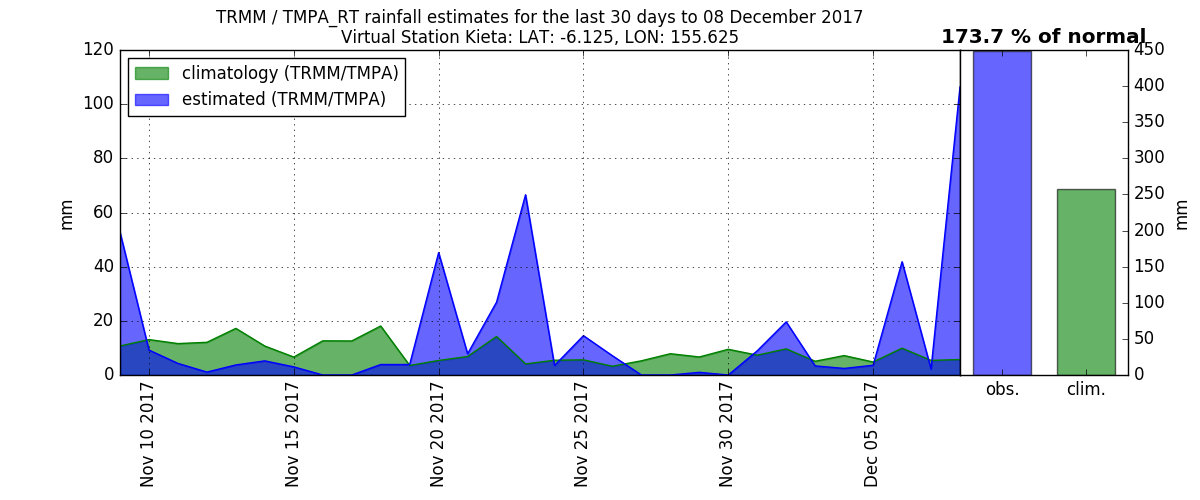 TRMM / TMPA_RT rainfall estimates for the last 30 days to 08 December 2017
Virtual Station Kieta: LAT: -6.125, LON: 155.625
173.7 % of normal
climatology (TRMM/TMPA)
estimated (TRMM/TMPA)
mm
120
100
80
60
40
20
0
Nov 10 2017
Nov 15 2017
Nov 20 2017
Nov 25 2017
Nov 30 2017
Dec 05 2017
obs.
clim.
450
400
350
300
250
200
150
100
50
0
mm